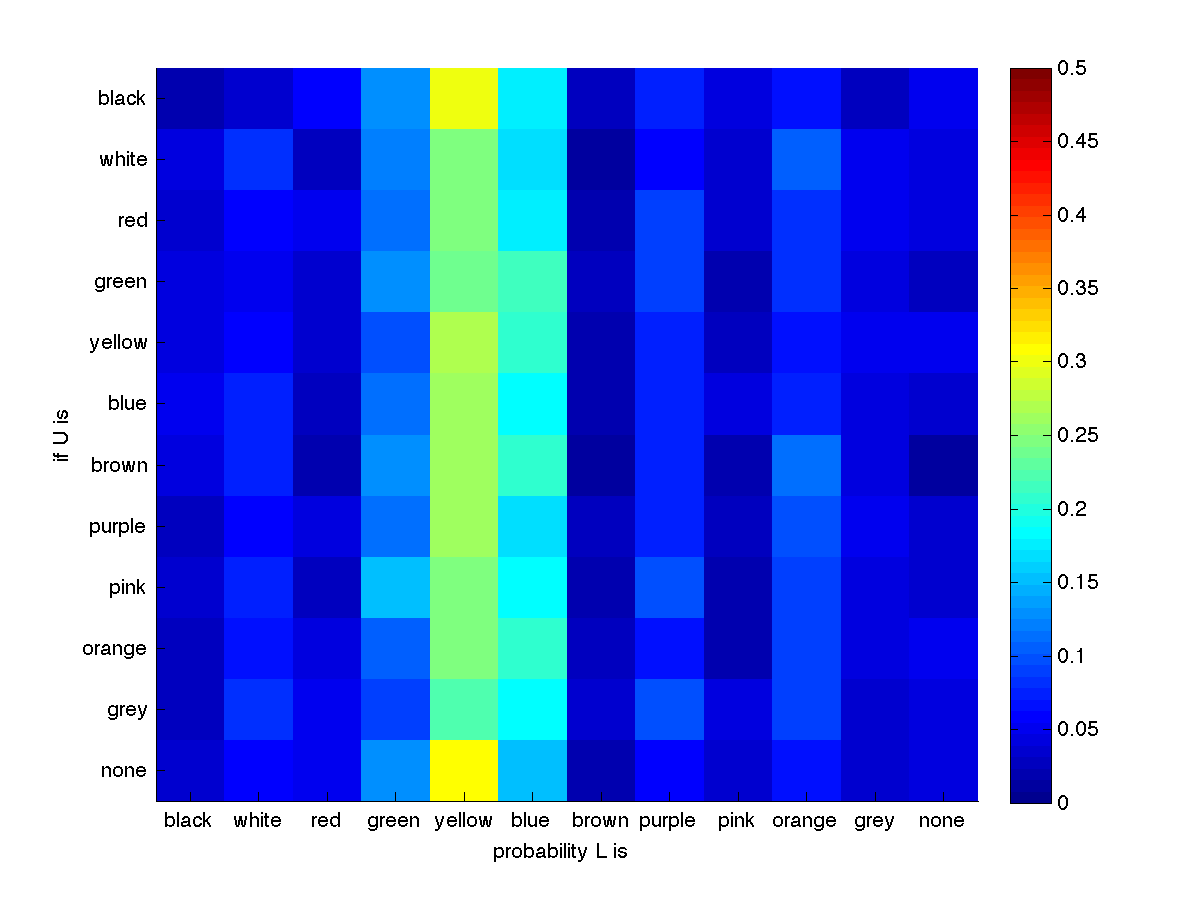 black
white
red
green
yellow
blue
brown
purple
pink
orange
grey
none
if U is
black white red green yellow blue brown purple pink orange grey none
probability L is
0.5
0.45
0.4
0.35
0.3
0.25
0.2
0.15
0.1
0.05
0